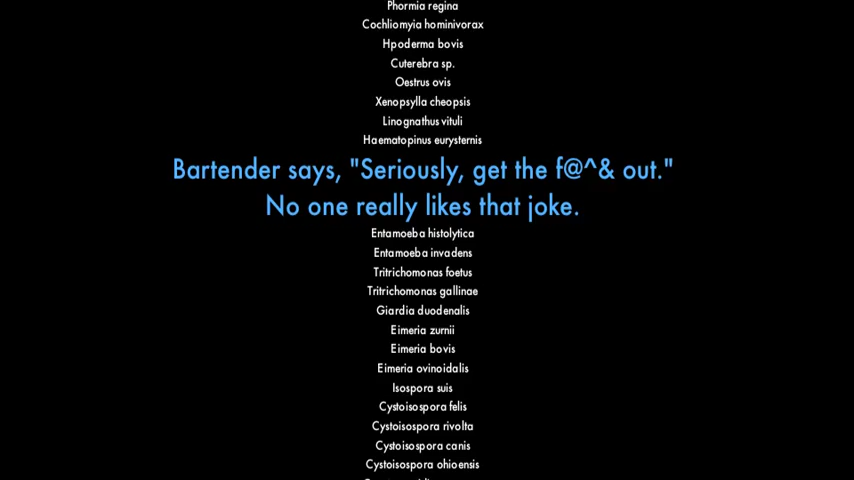 Phormia regina
Cochliomyia hominivorax
Hpoderma bovis
Cuterebra sp.
Oestrus ovis
Xenopsylla cheopsis
Linognathus vituli
Haematopinus eurysternis
Bartender says, "Seriously, get the f@^& out."
No one really likes that joke.
Entamoeba histolytica
Entamoeba invadens
Tritrichomonas foetus
Tritrichomonas gallinae
Giardia duodenalis
Eimeria zurnii
Eimeria bovis
Eimeria ovinoidalis
Isospora suis
Cystoisospora felis
Cystoisospora rivolta
Cystoisospora canis
Cystoisospora ohioensis